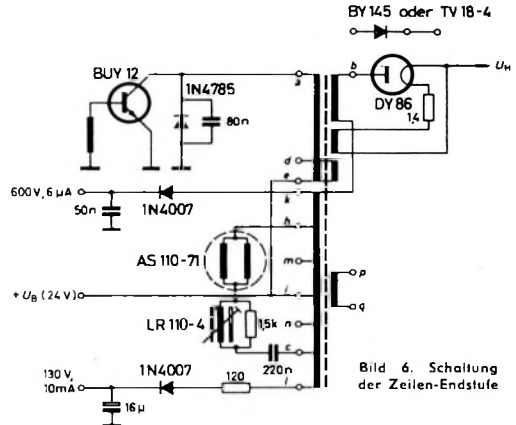 BY 145 oder TV 18-4
BUY 12
1N4785
80n
a
b
DY 86
U_H
1,4
d
e
k
600 V, 6 µA
50n
1N4007
h
AS 110-71
m
+ U_B (24 V)
i
p
q
LR 110-4
1,5k
n
c
220n
130 V,
10mA
1N4007
120
l
16 µ
Bild 6. Schaltung
der Zeilen-Endstufe